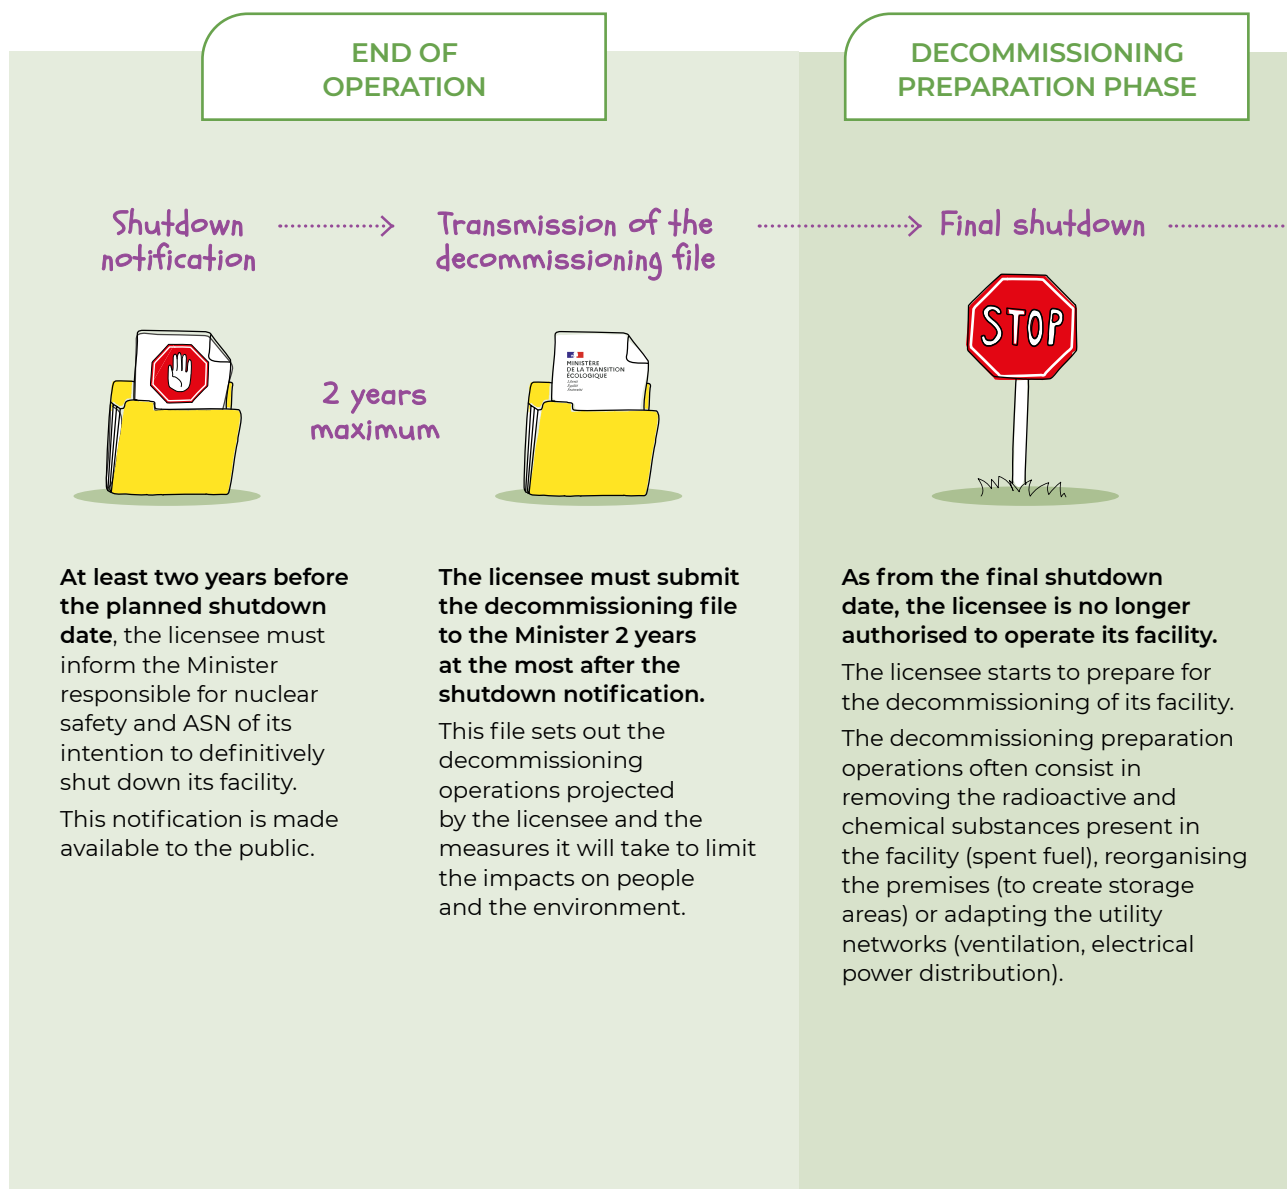 END OF
OPERATION
DECOMMISSIONING
PREPARATION PHASE
Shutdown
notification
Transmission of the
decommissioning file
Final shutdown
STOP
MINISTÈRE
DE LA TRANSITION
ÉCOLOGIQUE
Liberté
Égalité
Fraternité
2 years
maximum
At least two years before
the planned shutdown
date, the licensee must
inform the Minister
responsible for nuclear
safety and ASN of its
intention to definitively
shut down its facility.
This notification is made
available to the public.
The licensee must submit
the decommissioning file
to the Minister 2 years
at the most after the
shutdown notification.
This file sets out the
decommissioning
operations projected
by the licensee and the
measures it will take to limit
the impacts on people
and the environment.
As from the final shutdown
date, the licensee is no longer
authorised to operate its facility.
The licensee starts to prepare for
the decommissioning of its facility.
The decommissioning preparation
operations often consist in
removing the radioactive and
chemical substances present in
the facility (spent fuel), reorganising
the premises (to create storage
areas) or adapting the utility
networks (ventilation, electrical
power distribution).